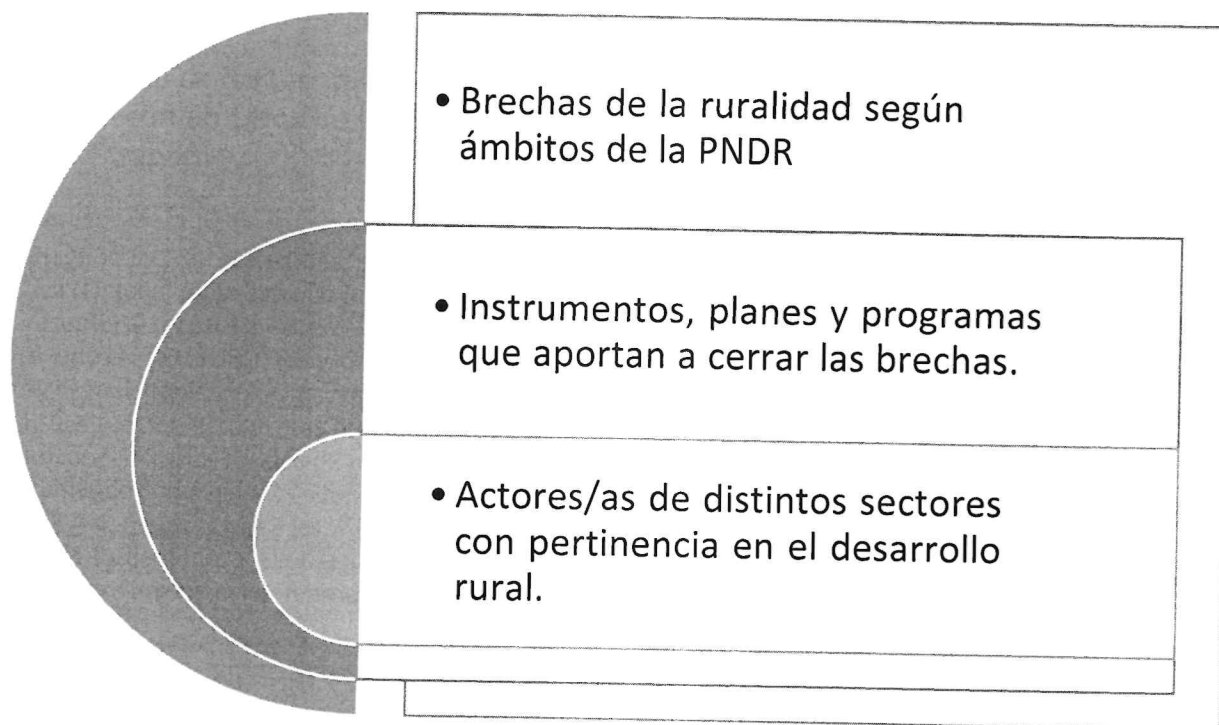 • Brechas de la ruralidad según
ámbitos de la PNDR
• Instrumentos, planes y programas
que aportan a cerrar las brechas.
• Actores/as de distintos sectores
con pertinencia en el desarrollo
rural.